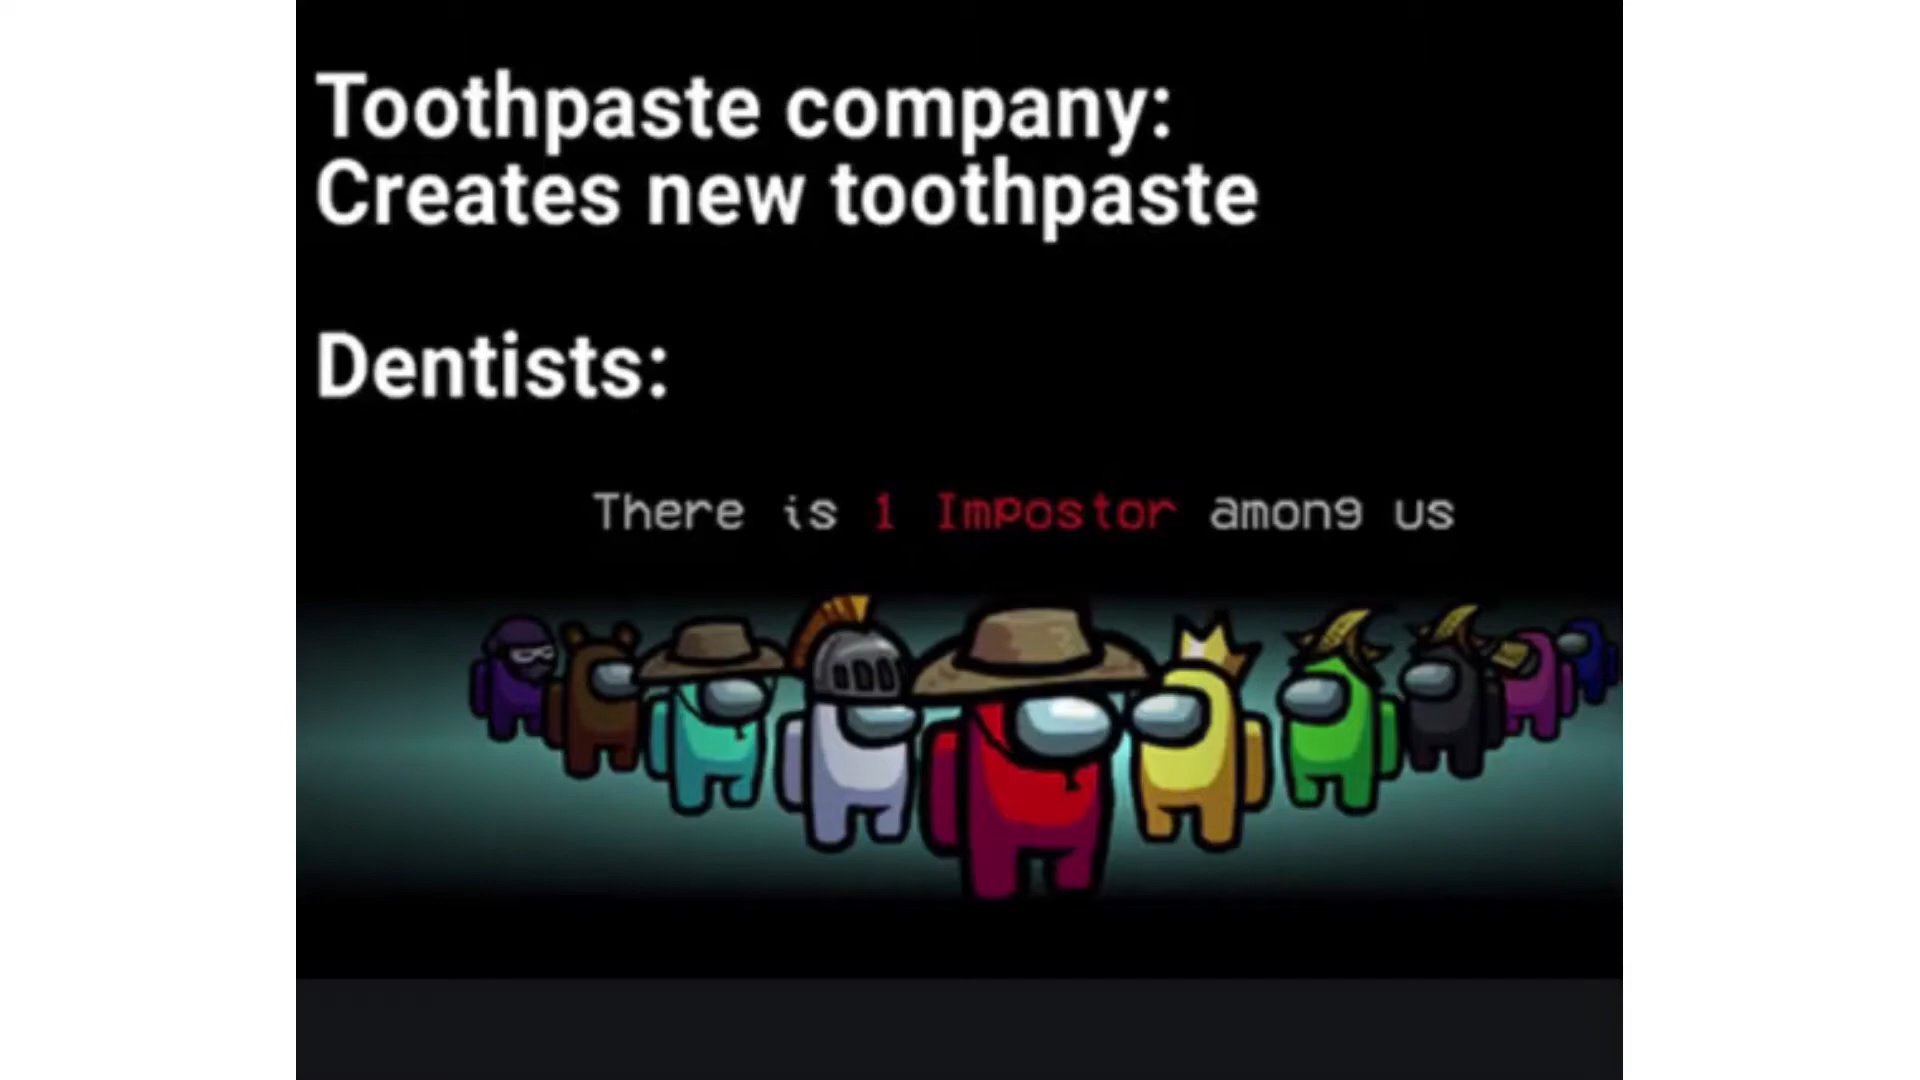 Toothpaste company:
Creates new toothpaste
Dentists:
There is 1 Impostor among us